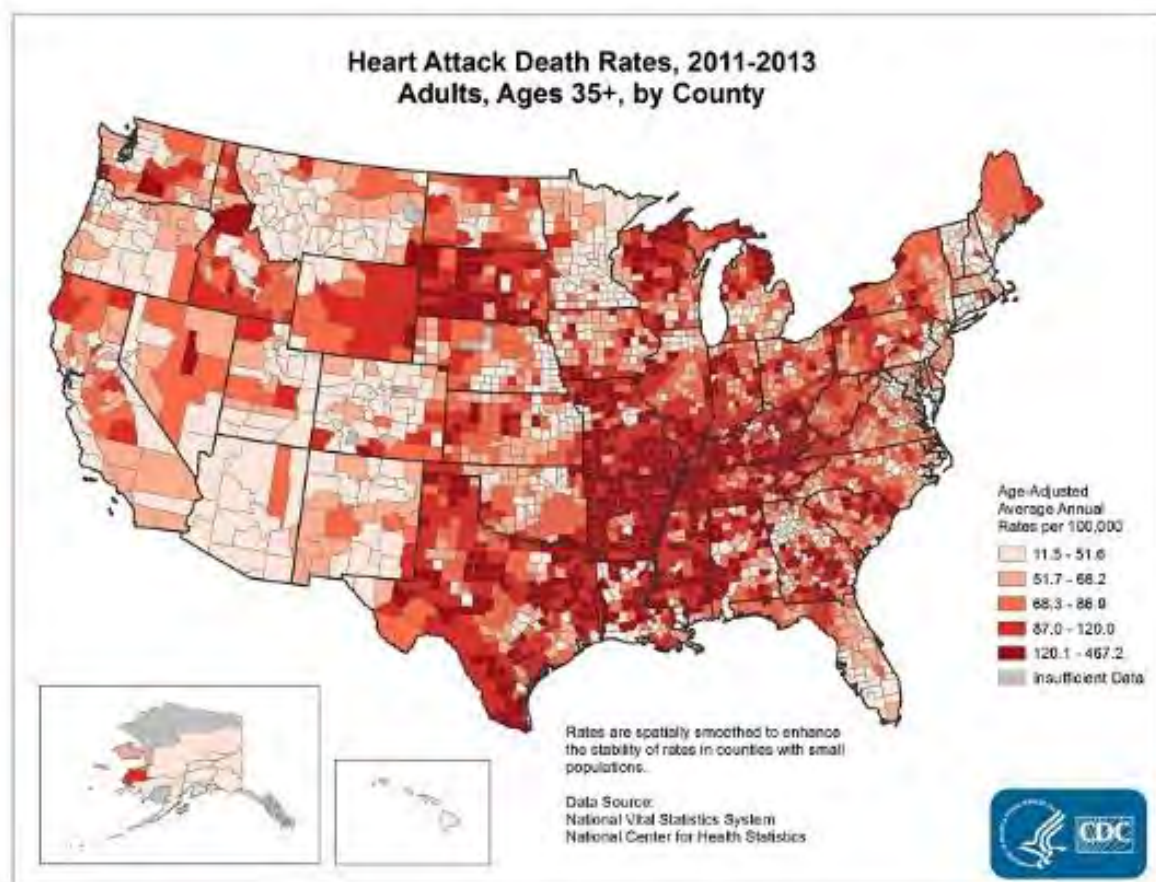 Heart Attack Death Rates, 2011-2013
Adults, Ages 35+, by County
Age-Adjusted
Average Annual
Rates per 100,000
11.5 - 51.6
51.7 - 68.2
68.3 - 86.9
87.0 - 120.0
120.1 - 467.2
Insufficient Data
Rates are spatially smoothed to enhance
the stability of rates in counties with small
populations.
Data Source:
National Vital Statistics System
National Center for Health Statistics
CDC